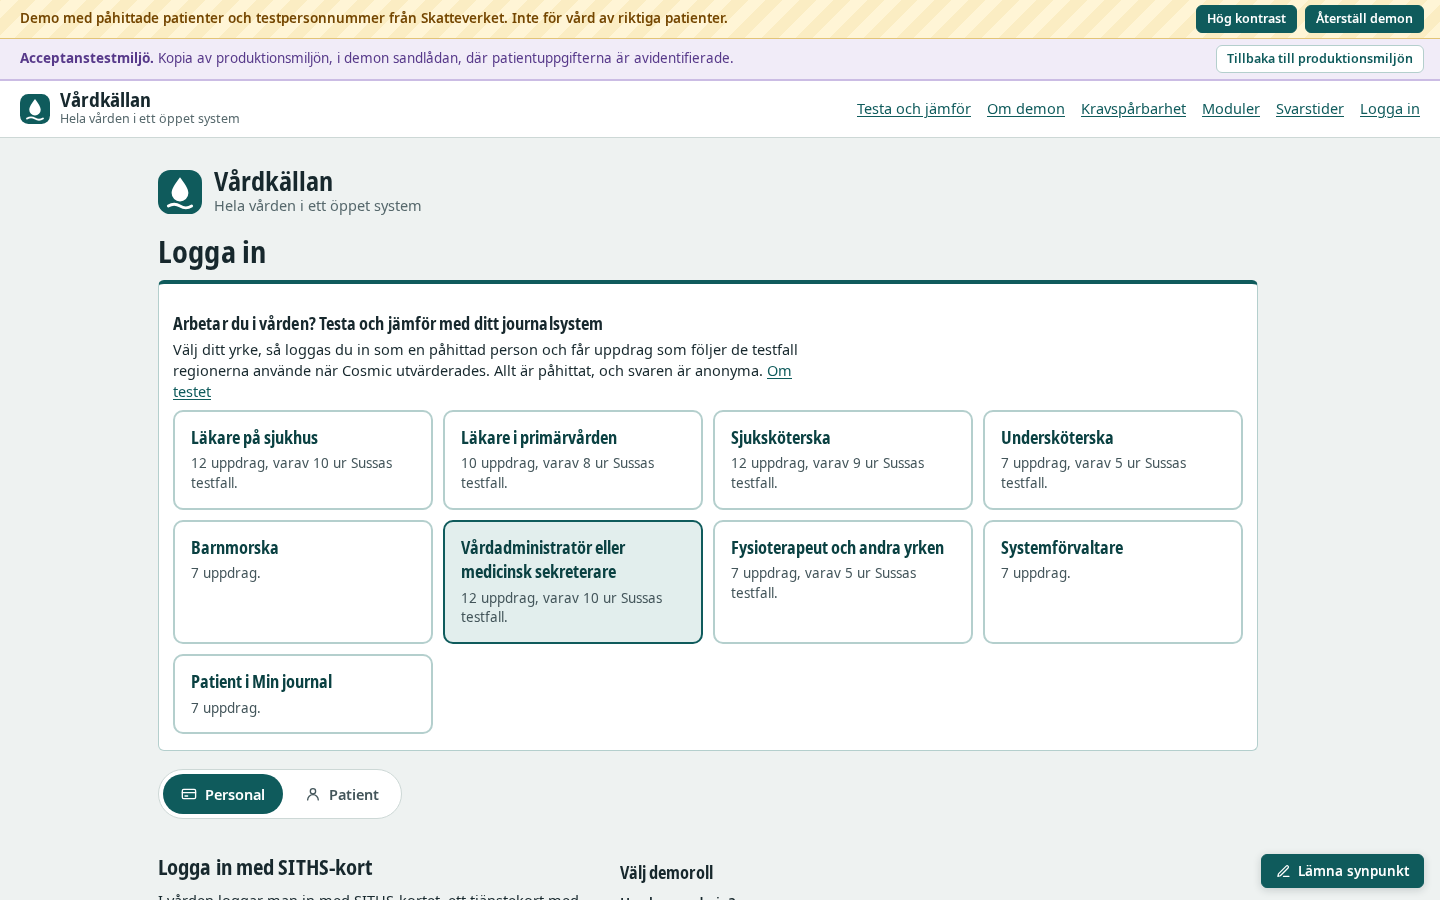 Demo med påhittade patienter och testpersonnummer från Skatteverket. Inte för vård av riktiga patienter.
Hög kontrast
Återställ demon
Acceptanstestmiljö. Kopia av produktionsmiljön, i demon sandlådan, där patientuppgifterna är avidentifierade.
Tillbaka till produktionsmiljön
Vårdkällan
Hela vården i ett öppet system
Testa och jämför
Om demon
Kravspårbarhet
Moduler
Svarstider
Logga in
Vårdkällan
Hela vården i ett öppet system
Logga in
Arbetar du i vården? Testa och jämför med ditt journalsystem
Välj ditt yrke, så loggas du in som en påhittad person och får uppdrag som följer de testfall
regionerna använde när Cosmic utvärderades. Allt är påhittat, och svaren är anonyma. Om
testet
Läkare på sjukhus
12 uppdrag, varav 10 ur Sussas
testfall.
Läkare i primärvården
10 uppdrag, varav 8 ur Sussas
testfall.
Sjuksköterska
12 uppdrag, varav 9 ur Sussas
testfall.
Undersköterska
7 uppdrag, varav 5 ur Sussas
testfall.
Barnmorska
7 uppdrag.
Vårdadministratör eller
medicinsk sekreterare
12 uppdrag, varav 10 ur Sussas
testfall.
Fysioterapeut och andra yrken
7 uppdrag, varav 5 ur Sussas
testfall.
Systemförvaltare
7 uppdrag.
Patient i Min journal
7 uppdrag.
Personal
Patient
Logga in med SITHS-kort
Välj demoroll
Lämna synpunkt